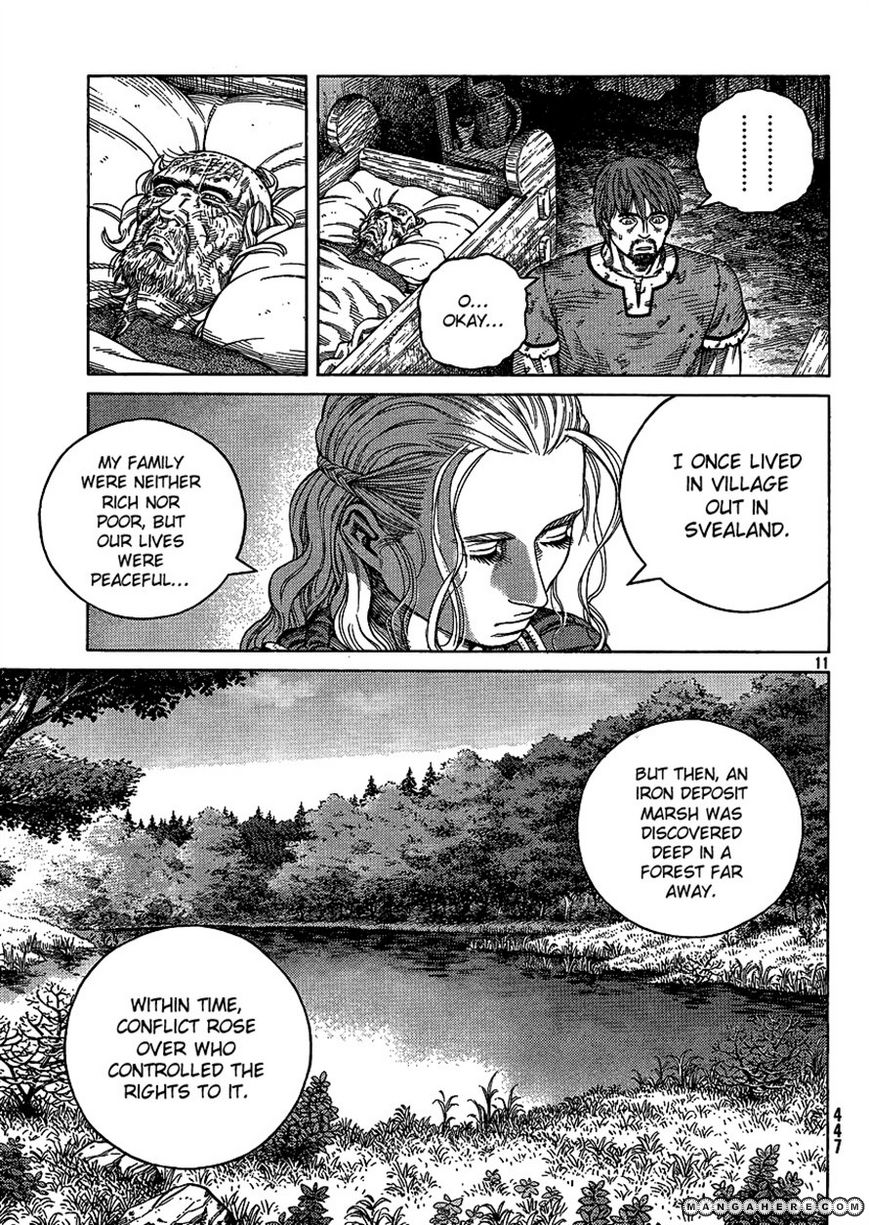 ⋮⋮
O...
OKAY...
I ONCE LIVED
IN VILLAGE
OUT IN
SVEALAND.
MY FAMILY
WERE NEITHER
RICH NOR
POOR, BUT
OUR LIVES
WERE
PEACEFUL...
11
BUT THEN, AN
IRON DEPOSIT
MARSH WAS
DISCOVERED
DEEP IN A
FOREST FAR
AWAY.
WITHIN TIME,
CONFLICT ROSE
OVER WHO
CONTROLLED THE
RIGHTS TO IT.
447
MANGAHERE.COM